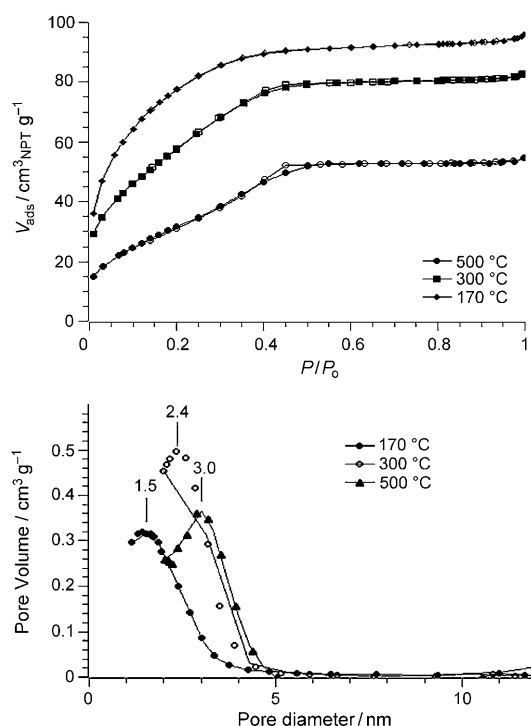 100
80
60
40
20
0
V_ads / cm³_NPT g⁻¹
500 °C
300 °C
170 °C
0 0.2 0.4 0.6 0.8 1
P/P_o
2.4
3.0
1.5
170 °C
300 °C
500 °C
0.5
0.4
0.3
0.2
0.1
0
Pore Volume / cm³ g⁻¹
0 5 10
Pore diameter / nm